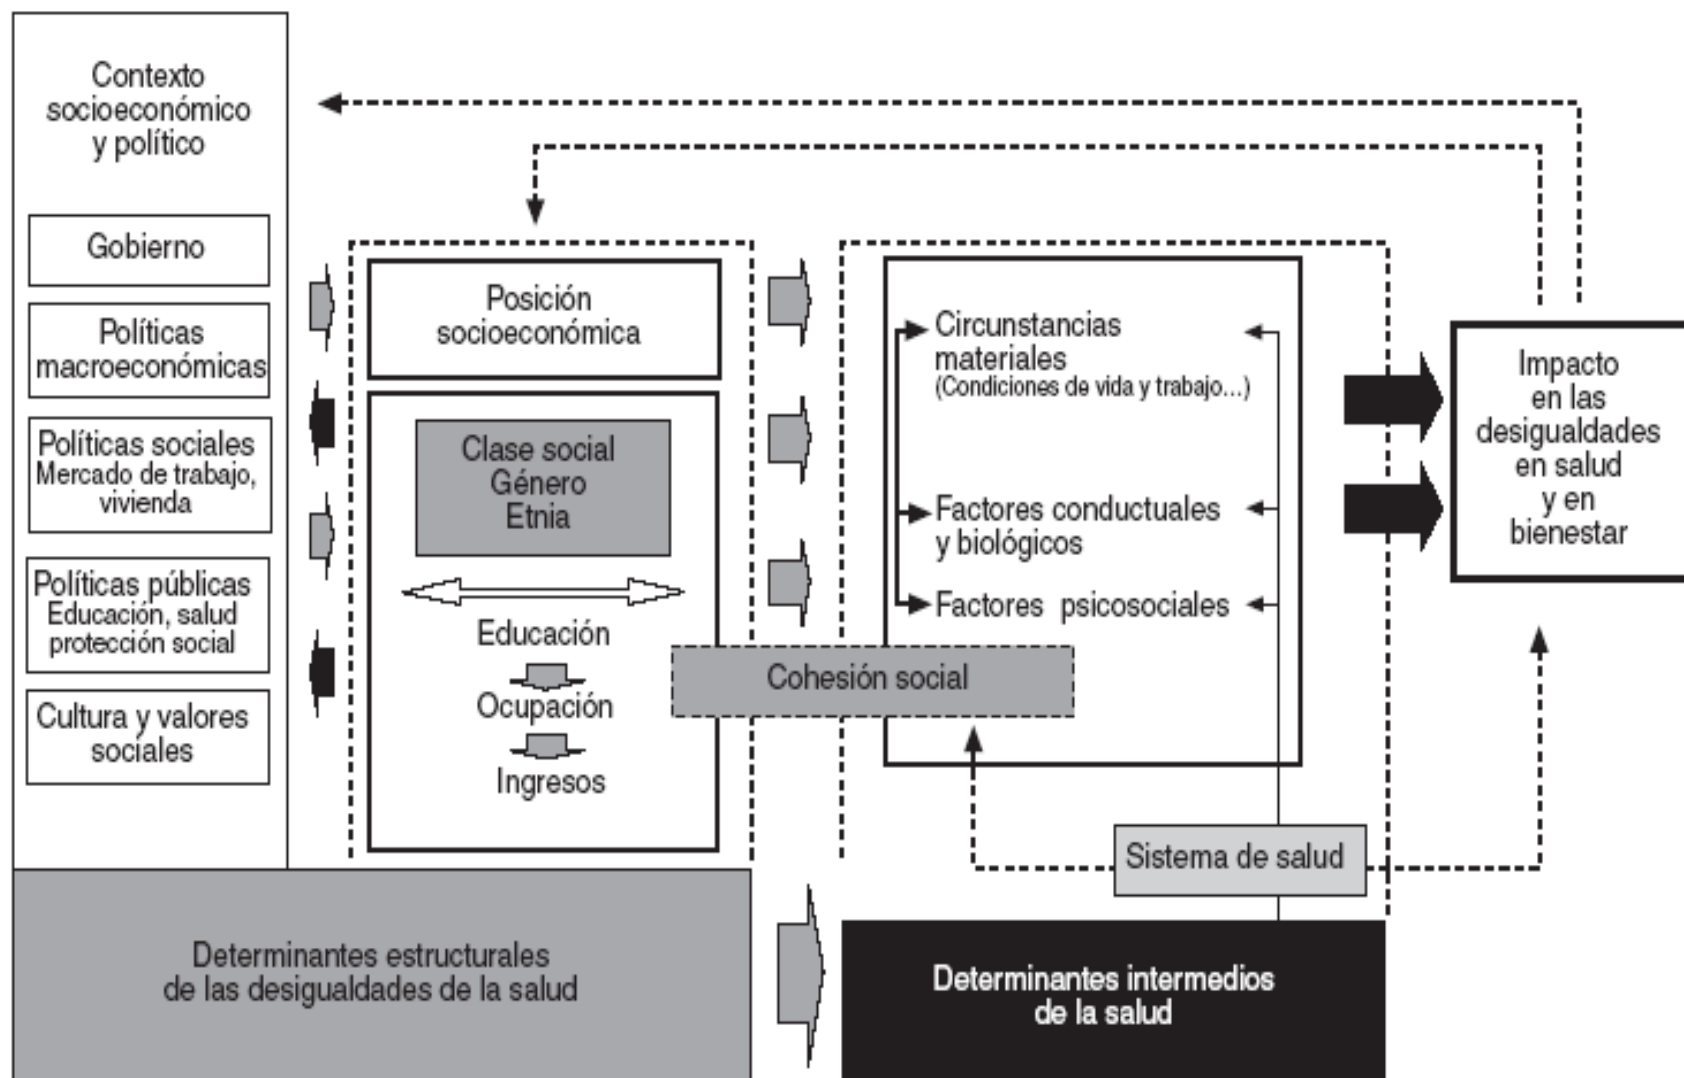 Contexto
socioeconómico
y político
Gobierno
Políticas
macroeconómicas
Políticas sociales
Mercado de trabajo,
vivienda
Políticas públicas
Educación, salud
protección social
Cultura y valores
sociales
Posición
socioeconómica
Clase social
Género
Etnia
Educación
Ocupación
Ingresos
Cohesión social
Circunstancias
materiales
(Condiciones de vida y trabajo...)
Factores conductuales
y biológicos
Factores psicosociales
Sistema de salud
Impacto
en las
desigualdades
en salud
y en
bienestar
Determinantes estructurales
de las desigualdades de la salud
Determinantes intermedios
de la salud